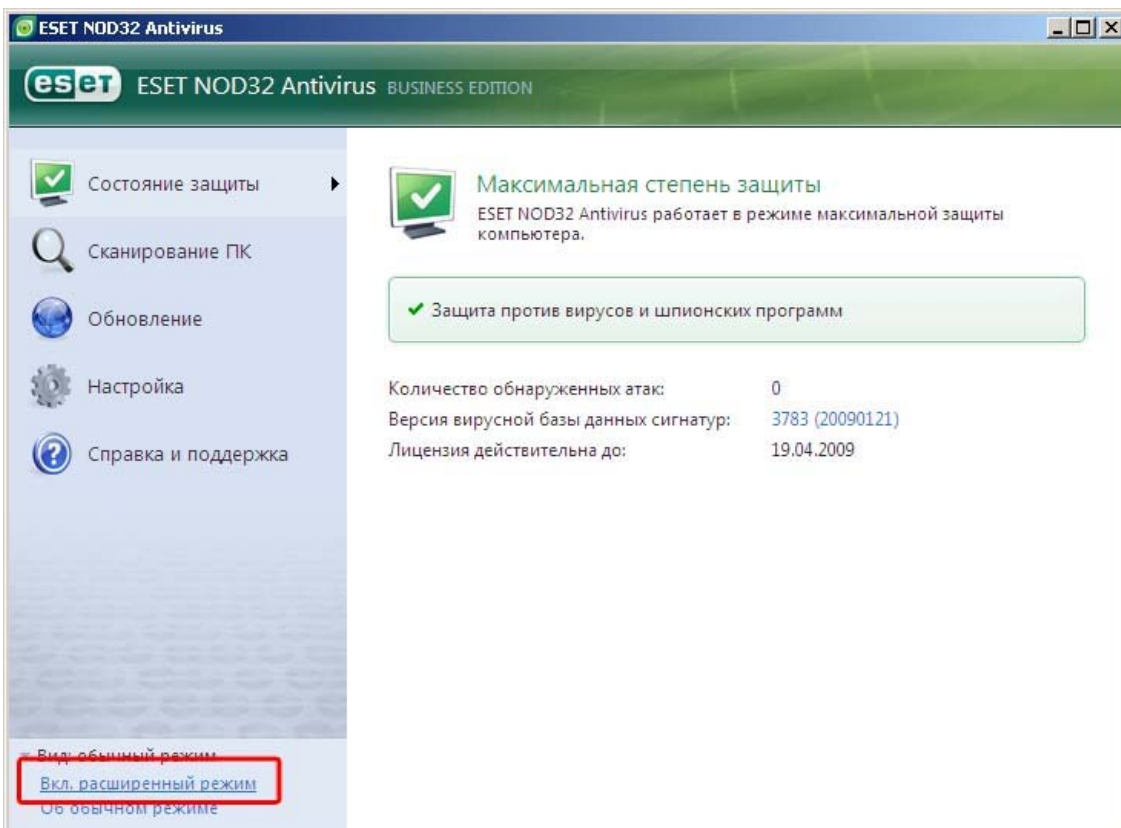 ESET NOD32 Antivirus
eseT ESET NOD32 Antivirus BUSINESS EDITION
Состояние защиты
Сканирование ПК
Обновление
Настройка
Справка и поддержка
Максимальная степень защиты
ESET NOD32 Antivirus работает в режиме максимальной защиты
компьютера.
Защита против вирусов и шпионских программ
Количество обнаруженных атак: 0
Версия вирусной базы данных сигнатур: 3783 (20090121)
Лицензия действительна до: 19.04.2009
Вид: обычный режим
Вкл. расширенный режим
Об обычном режиме